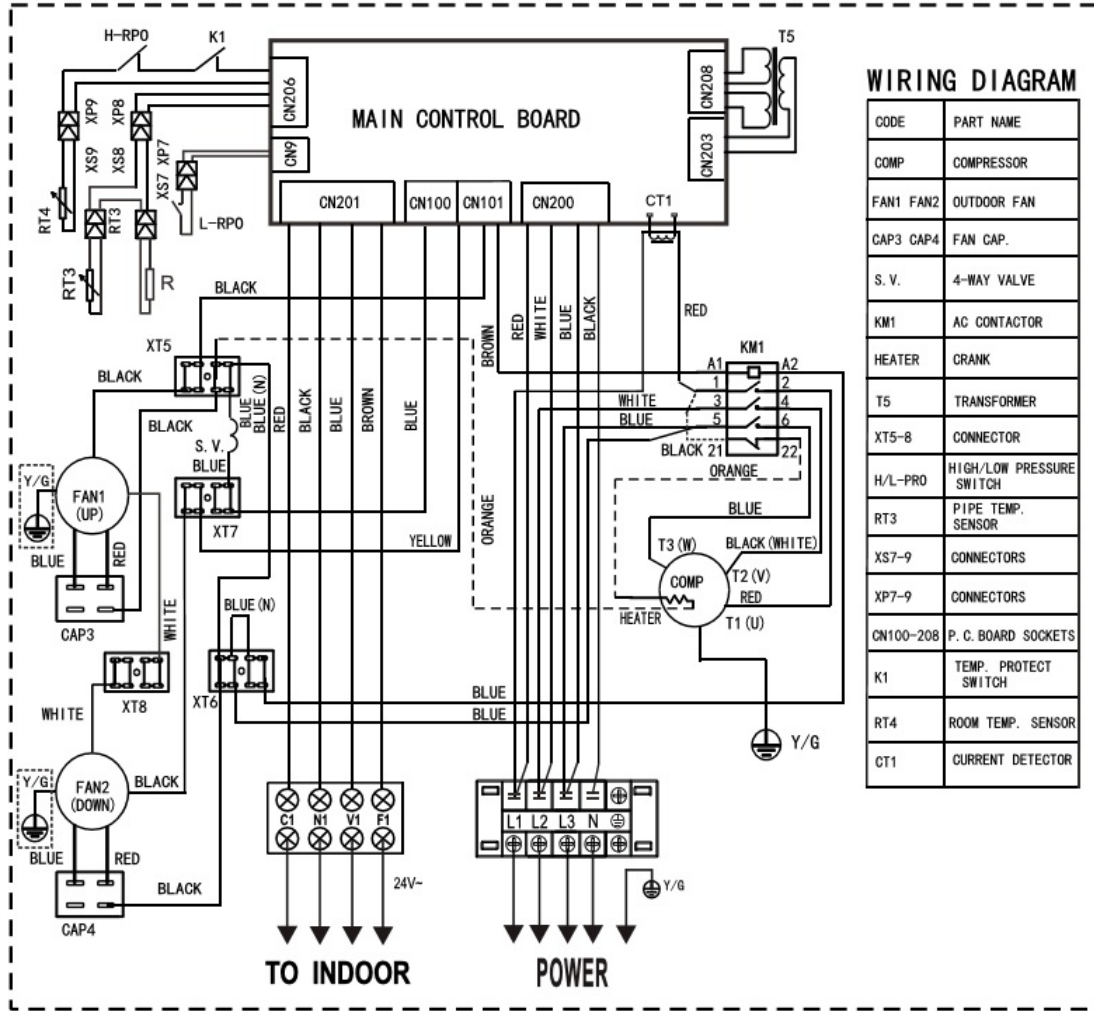 H-RPO
K1
T5
XP9
XP8
CN206
CN208
MAIN CONTROL BOARD
XS9
XS8
XS7 XP7
CN9
CN203
CN201
CN100
CN101
CN200
CT1
RT4
RT3
L-RPO
RT3
R
BLACK
RED
WHITE
BLUE
BLACK
RED
BROWN
XT5
KM1
A1
A2
BLACK
BLUE
BLUE (N)
RED
BLACK
BLUE
BROWN
BLUE
1
2
WHITE
3
4
BLACK
BLUE
5
6
S. V.
BLACK
21
22
Y/G
BLUE
ORANGE
FAN1
(UP)
XT7
YELLOW
ORANGE
BLUE
BLUE
RED
T3 (W)
BLACK (WHITE)
COMP
T2 (V)
RED
HEATER
T1 (U)
CAP3
WHITE
BLUE (N)
XT8
XT6
BLUE
BLUE
WHITE
Y/G
Y/G
BLACK
FAN2
(DOWN)
C1 N1 V1 F1
L1 L2 L3 N
BLUE
RED
BLACK
24V~
Y/G
CAP4
TO INDOOR
POWER
WIRING DIAGRAM
CODE PART NAME
COMP COMPRESSOR
FAN1 FAN2 OUTDOOR FAN
CAP3 CAP4 FAN CAP.
S. V. 4-WAY VALVE
KM1 AC CONTACTOR
HEATER CRANK
T5 TRANSFORMER
XT5-8 CONNECTOR
H/L-PRO HIGH/LOW PRESSURE
SWITCH
RT3 PIPE TEMP.
SENSOR
XS7-9 CONNECTORS
XP7-9 CONNECTORS
CN100-208 P. C. BOARD SOCKETS
K1 TEMP. PROTECT
SWITCH
RT4 ROOM TEMP. SENSOR
CT1 CURRENT DETECTOR